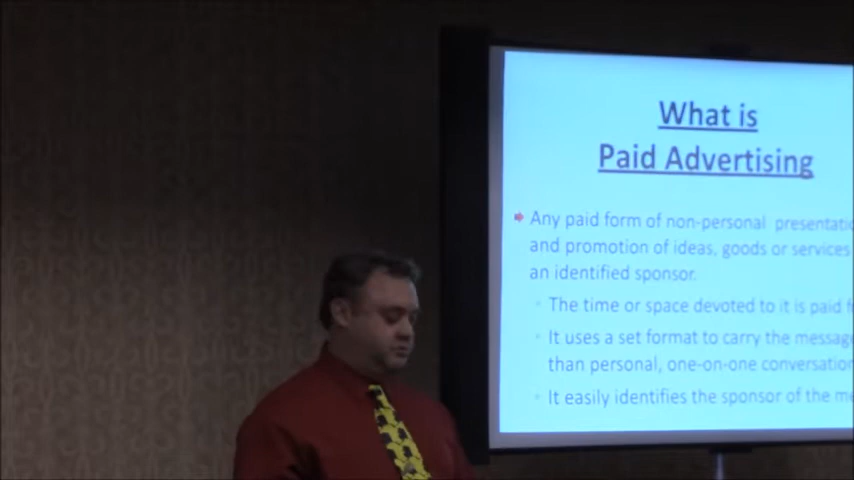 What is
Paid Advertising
Any paid form of non-personal presentatio
and promotion of ideas, goods or services
an identified sponsor.
The time or space devoted to it is paid f
It uses a set format to carry the message
than personal, one-on-one conversation
It easily identifies the sponsor of the me